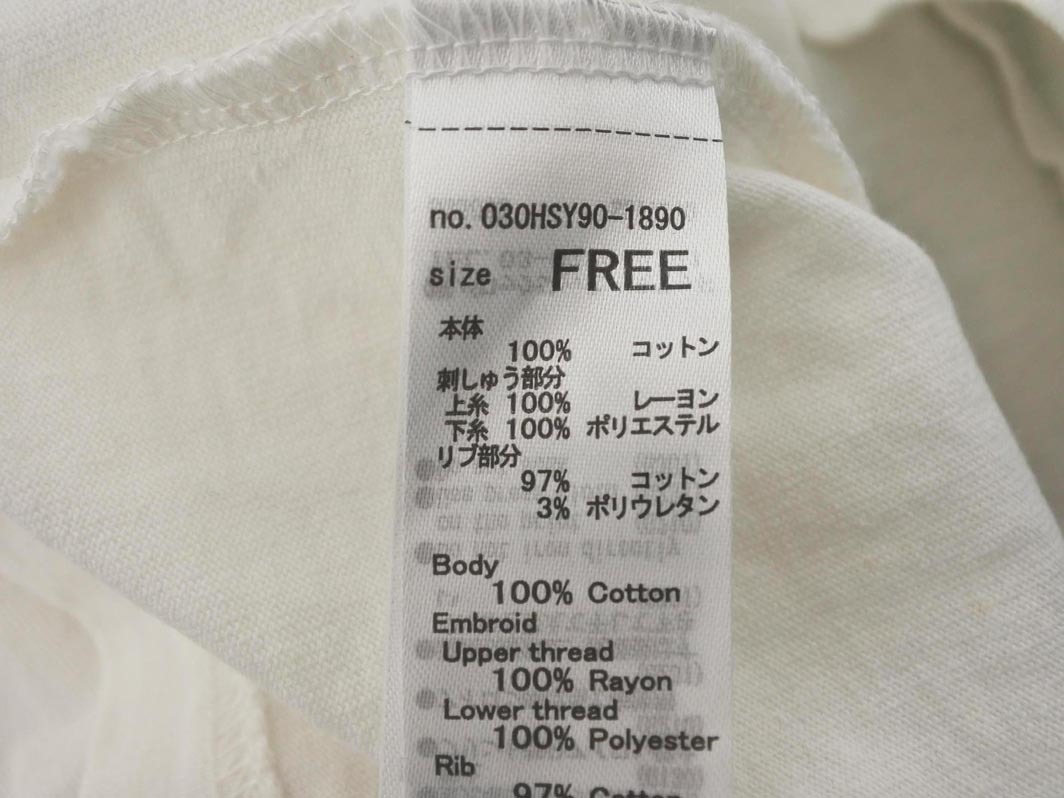 no. 030HSY90-1890
size FREE
本体
100% コットン
刺しゅう部分
上糸 100% レーヨン
下糸 100% ポリエステル
リブ部分
97% コットン
3% ポリウレタン
Body
100% Cotton
Embroid
Upper thread
100% Rayon
Lower thread
100% Polyester
Rib
97% Cotton